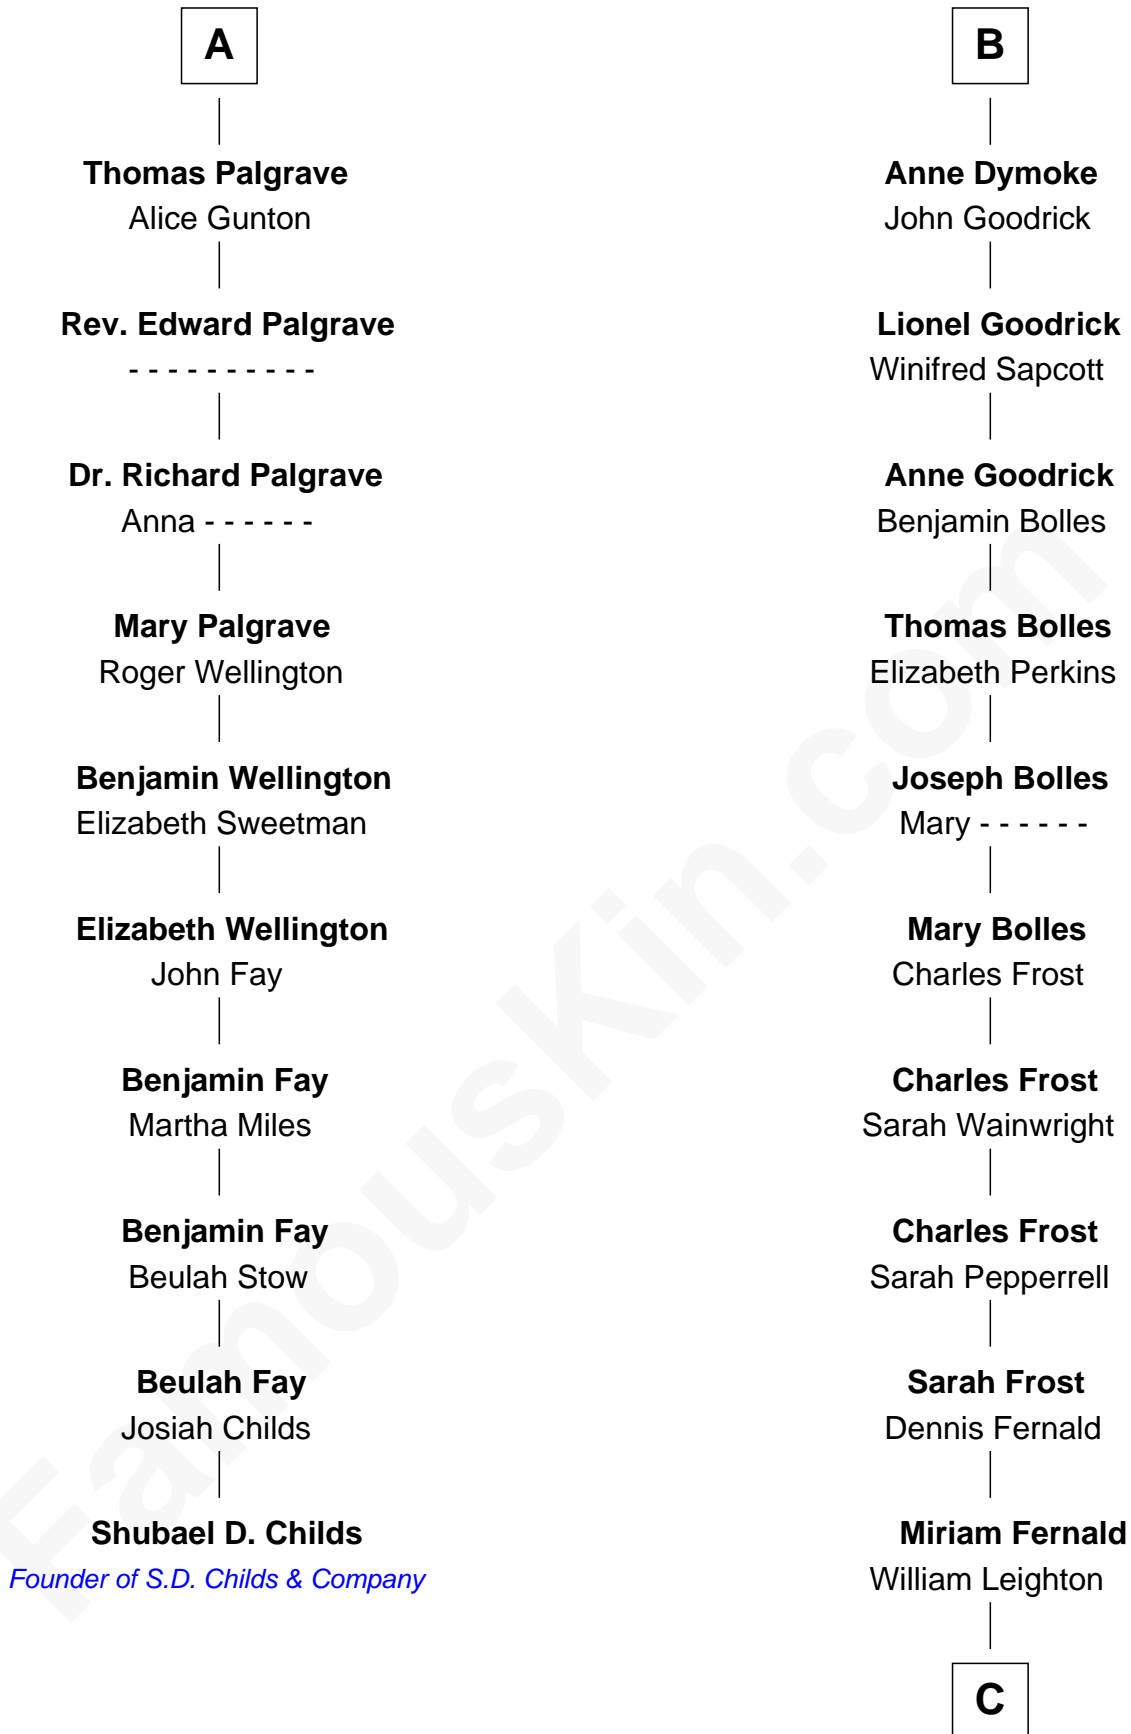 A
Thomas Palgrave
Alice Gunton
Rev. Edward Palgrave
- - - - - - - - - -
Dr. Richard Palgrave
Anna - - - - - -
Mary Palgrave
Roger Wellington
Benjamin Wellington
Elizabeth Sweetman
Elizabeth Wellington
John Fay
Benjamin Fay
Martha Miles
Benjamin Fay
Beulah Stow
Beulah Fay
Josiah Childs
Shubael D. Childs
Founder of S.D. Childs & Company
B
Anne Dymoke
John Goodrick
Lionel Goodrick
Winifred Sapcott
Anne Goodrick
Benjamin Bolles
Thomas Bolles
Elizabeth Perkins
Joseph Bolles
Mary - - - - - -
Mary Bolles
Charles Frost
Charles Frost
Sarah Wainwright
Charles Frost
Sarah Pepperrell
Sarah Frost
Dennis Fernald
Miriam Fernald
William Leighton
C
FamousKin.com